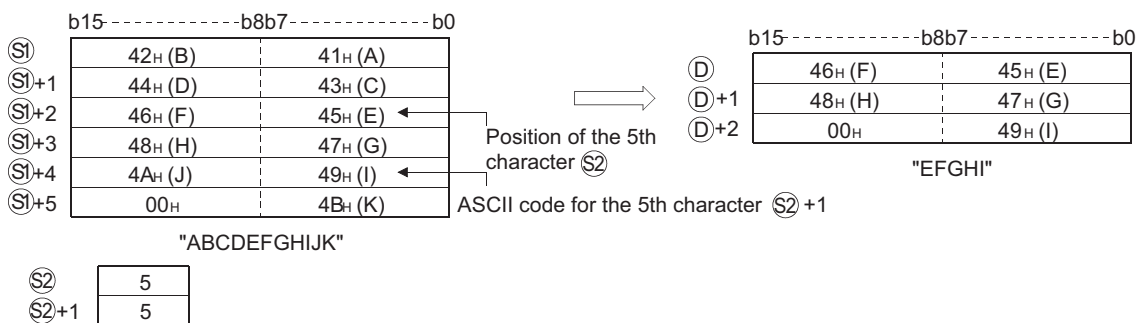 b15 b8b7 b0
S1 42H (B) 41H (A)
S1+1 44H (D) 43H (C)
S1+2 46H (F) 45H (E)
S1+3 48H (H) 47H (G)
S1+4 4AH (J) 49H (I)
S1+5 00H 4BH (K)
"ABCDEFGHIJK"
Position of the 5th
character S2
ASCII code for the 5th character S2 +1
b15 b8b7 b0
D 46H (F) 45H (E)
D+1 48H (H) 47H (G)
D+2 00H 49H (I)
"EFGHI"
S2 5
S2+1 5